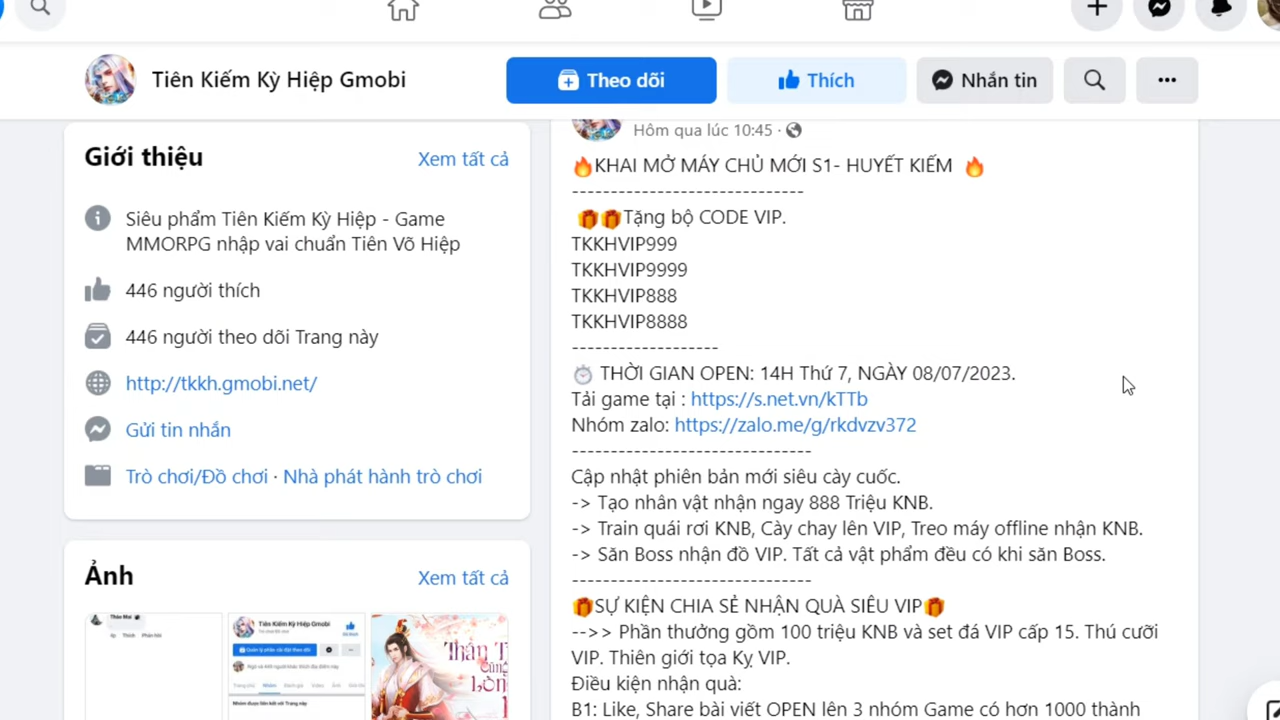 Tiên Kiếm Kỳ Hiệp Gmobi
Theo dõi
Thích
Nhắn tin
Giới thiệu
Xem tất cả
Siêu phẩm Tiên Kiếm Kỳ Hiệp - Game
MMORPG nhập vai chuẩn Tiên Võ Hiệp
446 người thích
446 người theo dõi Trang này
http://tkkh.gmobi.net/
Gửi tin nhắn
Trò chơi/Đồ chơi · Nhà phát hành trò chơi
Ảnh
Xem tất cả
Tiên Kiếm Kỳ Hiệp Gmobi
Thần T
Hôm qua lúc 10:45 ·
🔥KHAI MỞ MÁY CHỦ MỚI S1- HUYẾT KIẾM 🔥
------------------------------
🎁🎁Tặng bộ CODE VIP.
TKKHVIP999
TKKHVIP9999
TKKHVIP888
TKKHVIP8888
-------------------
⏱ THỜI GIAN OPEN: 14H Thứ 7, NGÀY 08/07/2023.
Tải game tại : https://s.net.vn/kTTb
Nhóm zalo: https://zalo.me/g/rkdvzv372
-------------------------------
Cập nhật phiên bản mới siêu cày cuốc.
-> Tạo nhân vật nhận ngay 888 Triệu KNB.
-> Train quái rơi KNB, Cày chay lên VIP, Treo máy offline nhận KNB.
-> Săn Boss nhận đồ VIP. Tất cả vật phẩm đều có khi săn Boss.
-------------------------------
🎁SỰ KIỆN CHIA SẺ NHẬN QUÀ SIÊU VIP🎁
-->> Phần thưởng gồm 100 triệu KNB và set đá VIP cấp 15. Thú cưỡi
VIP. Thiên giới tọa Kỵ VIP.
Điều kiện nhận quà:
B1: Like, Share bài viết OPEN lên 3 nhóm Game có hơn 1000 thành